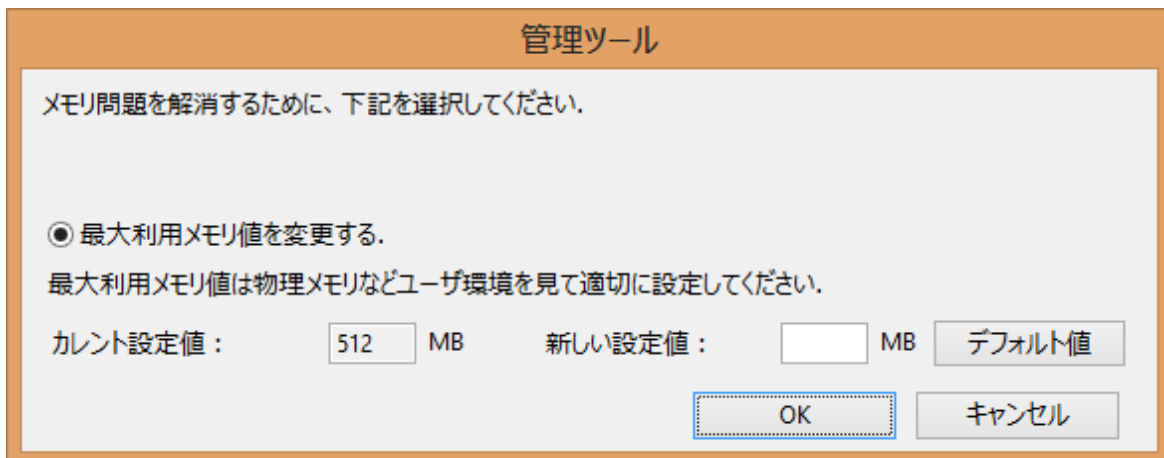 管理ツール
メモリ問題を解消するために、下記を選択してください.
最大利用メモリ値を変更する.
最大利用メモリ値は物理メモリなどユーザ環境を見て適切に設定してください.
カレント設定値： 512 MB 新しい設定値： MB デフォルト値
OK キャンセル